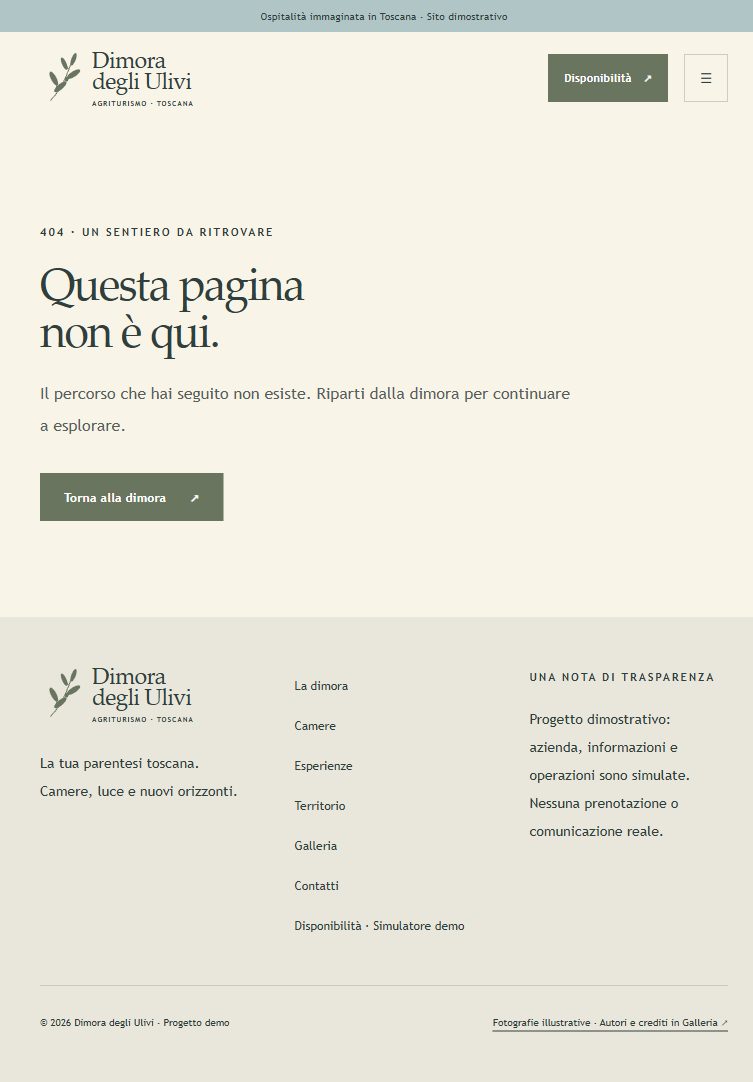 Ospitalità immaginata in Toscana · Sito dimostrativo
Dimora
degli Ulivi
AGRITURISMO · TOSCANA
Disponibilità ↗
☰
404 · UN SENTIERO DA RITROVARE
Questa pagina
non è qui.
Il percorso che hai seguito non esiste. Riparti dalla dimora per continuare
a esplorare.
Torna alla dimora ↗
Dimora
degli Ulivi
AGRITURISMO · TOSCANA
La tua parentesi toscana.
Camere, luce e nuovi orizzonti.
La dimora
Camere
Esperienze
Territorio
Galleria
Contatti
Disponibilità · Simulatore demo
UNA NOTA DI TRASPARENZA
Progetto dimostrativo:
azienda, informazioni e
operazioni sono simulate.
Nessuna prenotazione o
comunicazione reale.
© 2026 Dimora degli Ulivi · Progetto demo
Fotografie illustrative · Autori e crediti in Galleria ↗